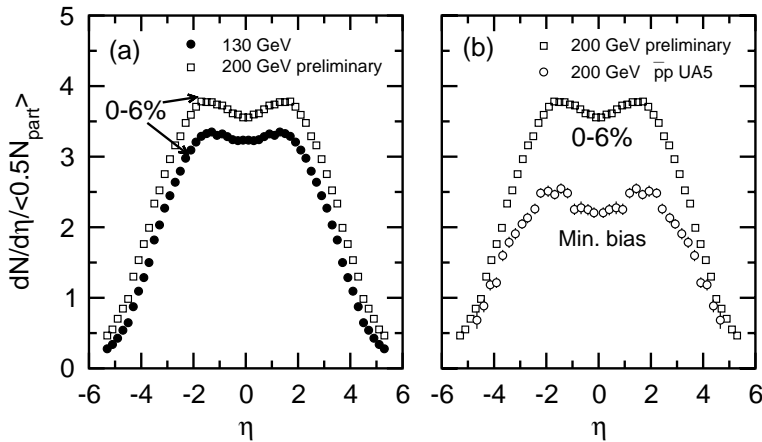 (a)
130 GeV
200 GeV preliminary
0-6%
dN/dη/<0.5N_part>
5
4
3
2
1
0
-6 -4 -2 0 2 4 6
η
(b)
200 GeV preliminary
200 GeV p̅p UA5
0-6%
Min. bias
-6 -4 -2 0 2 4 6
η